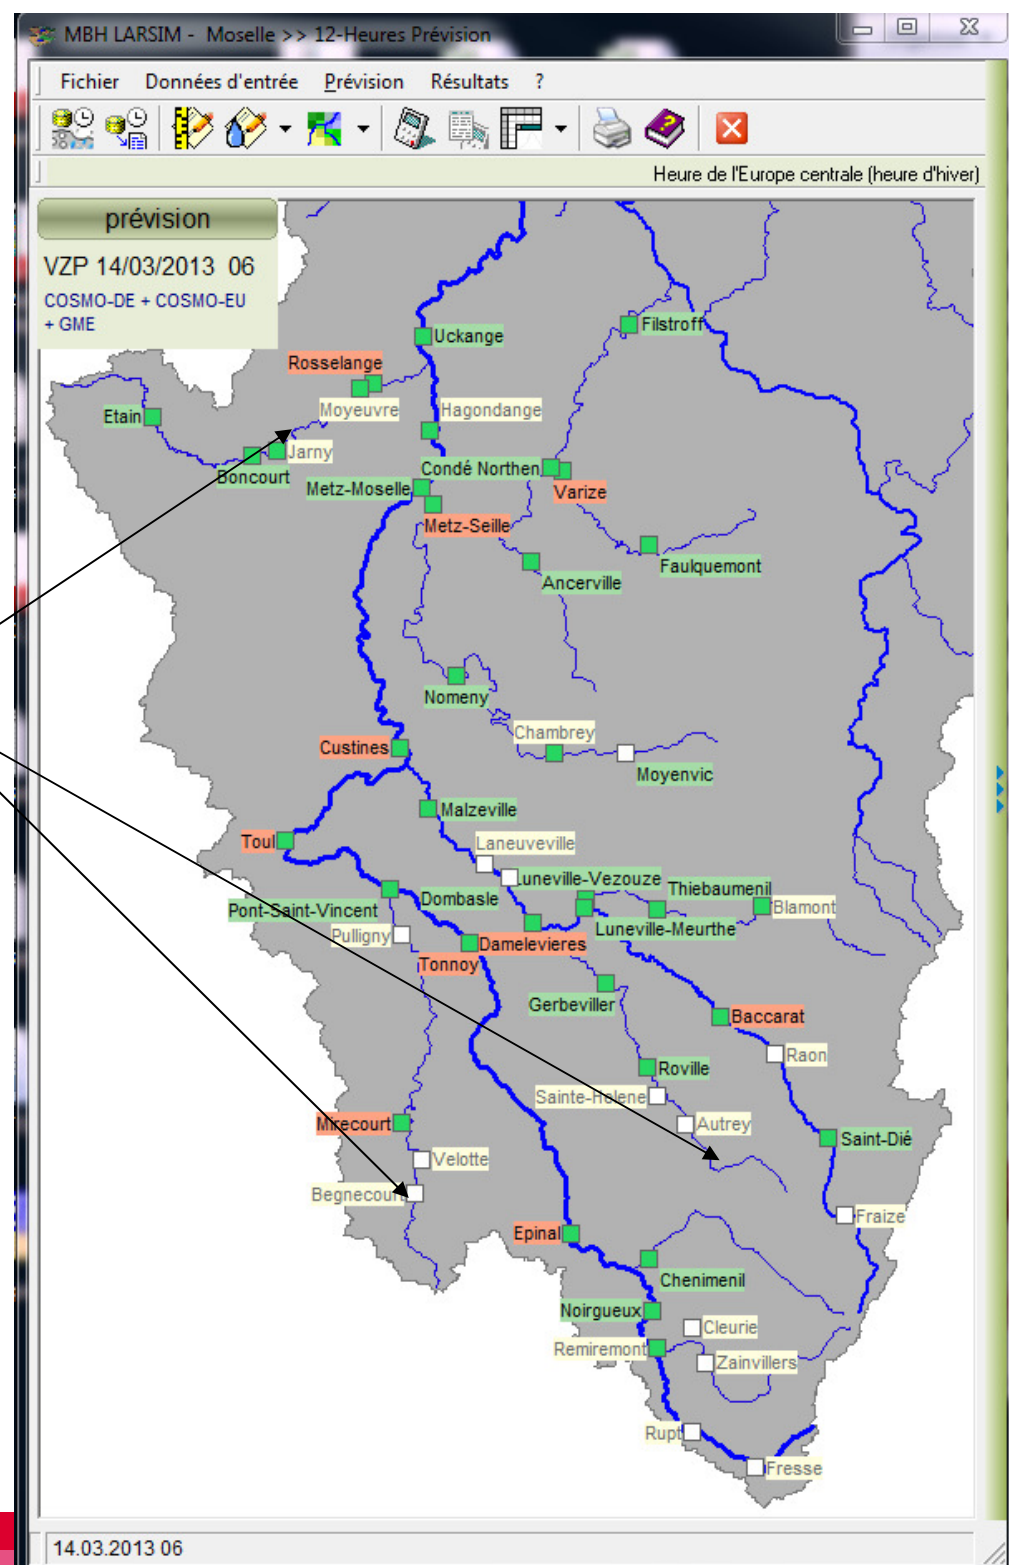 MBH LARSIM - Moselle >> 12-Heures Prévision
Fichier Données d'entrée Prévision Résultats ?
Heure de l'Europe centrale (heure d'hiver)
prévision
VZP 14/03/2013 06
COSMO-DE + COSMO-EU
+ GME
Filstroff
Uckange
Rosselange
Moyeuvre
Hagondange
Etain
Jarny
Boncourt
Condé Northen
Metz-Moselle
Varize
Metz-Seille
Faulquemont
Ancerville
Nomeny
Chambrey
Custines
Moyenvic
Malzeville
Toul
Laneuveville
Luneville-Vezouze
Thiebaumenil
Dombasle
Blamont
Pont-Saint-Vincent
Luneville-Meurthe
Pulligny
Damelevieres
Tonnoy
Gerbeviller
Baccarat
Raon
Roville
Sainte-Helene
Mirecourt
Autrey
Saint-Dié
Velotte
Begnecourt
Fraize
Epinal
Chenimenil
Noirgueux
Cleurie
Remiremont
Zainvillers
Rupt
Fresse
14.03.2013 06